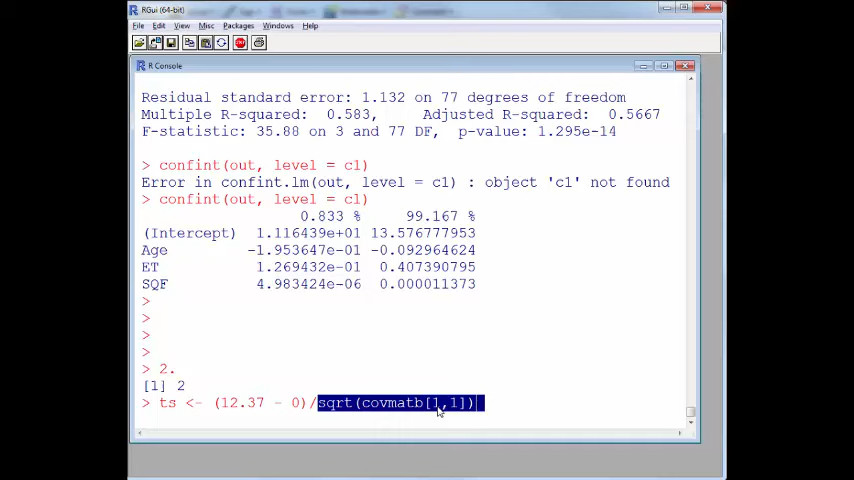 RGui (64-bit)
File Edit View Misc Packages Windows Help
R Console
Residual standard error: 1.132 on 77 degrees of freedom
Multiple R-squared: 0.583, Adjusted R-squared: 0.5667
F-statistic: 35.88 on 3 and 77 DF, p-value: 1.295e-14
> confint(out, level = c1)
Error in confint.lm(out, level = c1) : object 'c1' not found
> confint(out, level = c1)
0.833 % 99.167 %
(Intercept) 1.116439e+01 13.576777953
Age -1.953647e-01 -0.092964624
ET 1.269432e-01 0.407390795
SQF 4.983424e-06 0.000011373
>
>
>
>
> 2.
[1] 2
> ts <- (12.37 - 0)/sqrt(covmatb[1,1])